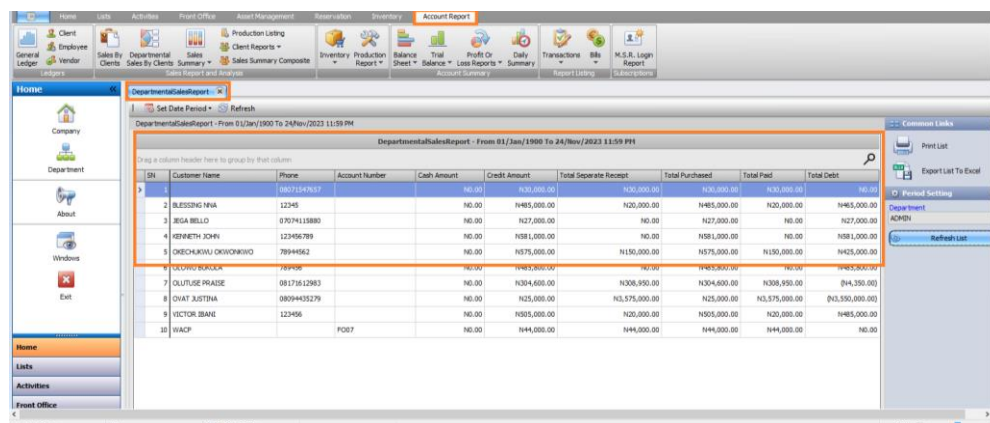 Home Lists Activities Front Office Asset Management Reservation Inventory Account Report
General Ledger
Client
Employee
Vendor
Ledgers
Sales By Clients
Departmental Sales By Clients
Sales Summary
Production Listing
Client Reports
Sales Summary Composite
Sales Report and Analysis
Inventory
Production Report
Balance Sheet
Trial Balance
Profit Or Loss Reports
Daily Summary
Account Summary
Transactions
Bills
Report Listing
M.S.R. Login Report
Subscriptions
Home
DepartmentalSalesReport
Set Date Period Refresh
DepartmentalSalesReport - From 01/Jan/1900 To 24/Nov/2023 11:59 PM
DepartmentalSalesReport - From 01/Jan/1900 To 24/Nov/2023 11:59 PM
Drag a column header here to group by that column
SN Customer Name Phone Account Number Cash Amount Credit Amount Total Separate Receipt Total Purchased Total Paid Total Debt
1 08071547657 N0.00 N30,000.00 N30,000.00 N30,000.00 N30,000.00 N0.00
2 BLESSING NNA 12345 N0.00 N485,000.00 N20,000.00 N485,000.00 N20,000.00 N465,000.00
3 JEGA BELLO 07074115880 N0.00 N27,000.00 N0.00 N27,000.00 N0.00 N27,000.00
4 KENNETH JOHN 123456789 N0.00 N581,000.00 N0.00 N581,000.00 N0.00 N581,000.00
5 OKECHUKWU OKWONKWO 78944562 N0.00 N575,000.00 N150,000.00 N575,000.00 N150,000.00 N425,000.00
6 789456 N0.00 N485,800.00 N0.00 N485,800.00 N0.00 N485,800.00
7 OLUTUSE PRAISE 08171612983 N0.00 N304,600.00 N308,950.00 N304,600.00 N308,950.00 (N4,350.00)
8 OVAT JUSTINA 08094435279 N0.00 N25,000.00 N3,575,000.00 N25,000.00 N3,575,000.00 (N3,550,000.00)
9 VICTOR IBANI 123456 N0.00 N505,000.00 N20,000.00 N505,000.00 N20,000.00 N485,000.00
10 WACP FO07 N0.00 N44,000.00 N44,000.00 N44,000.00 N44,000.00 N0.00
Company
Department
About
Windows
Exit
Home
Lists
Activities
Front Office
Common Links
Print List
Export List To Excel
Period Setting
Department
ADMIN
Refresh List